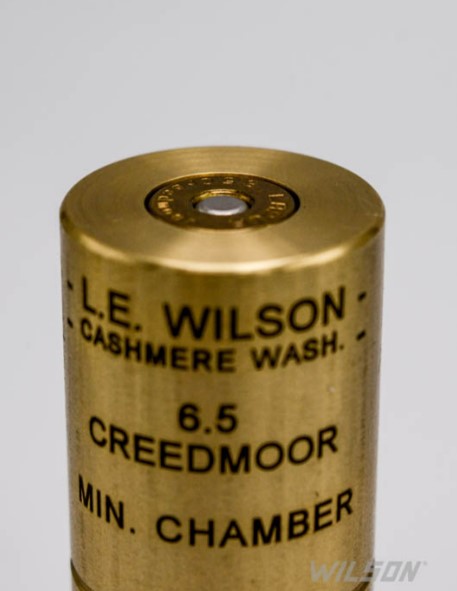 - L.E. WILSON -
- CASHMERE WASH. -
6.5
CREEDMOOR
MIN. CHAMBER
WILSON